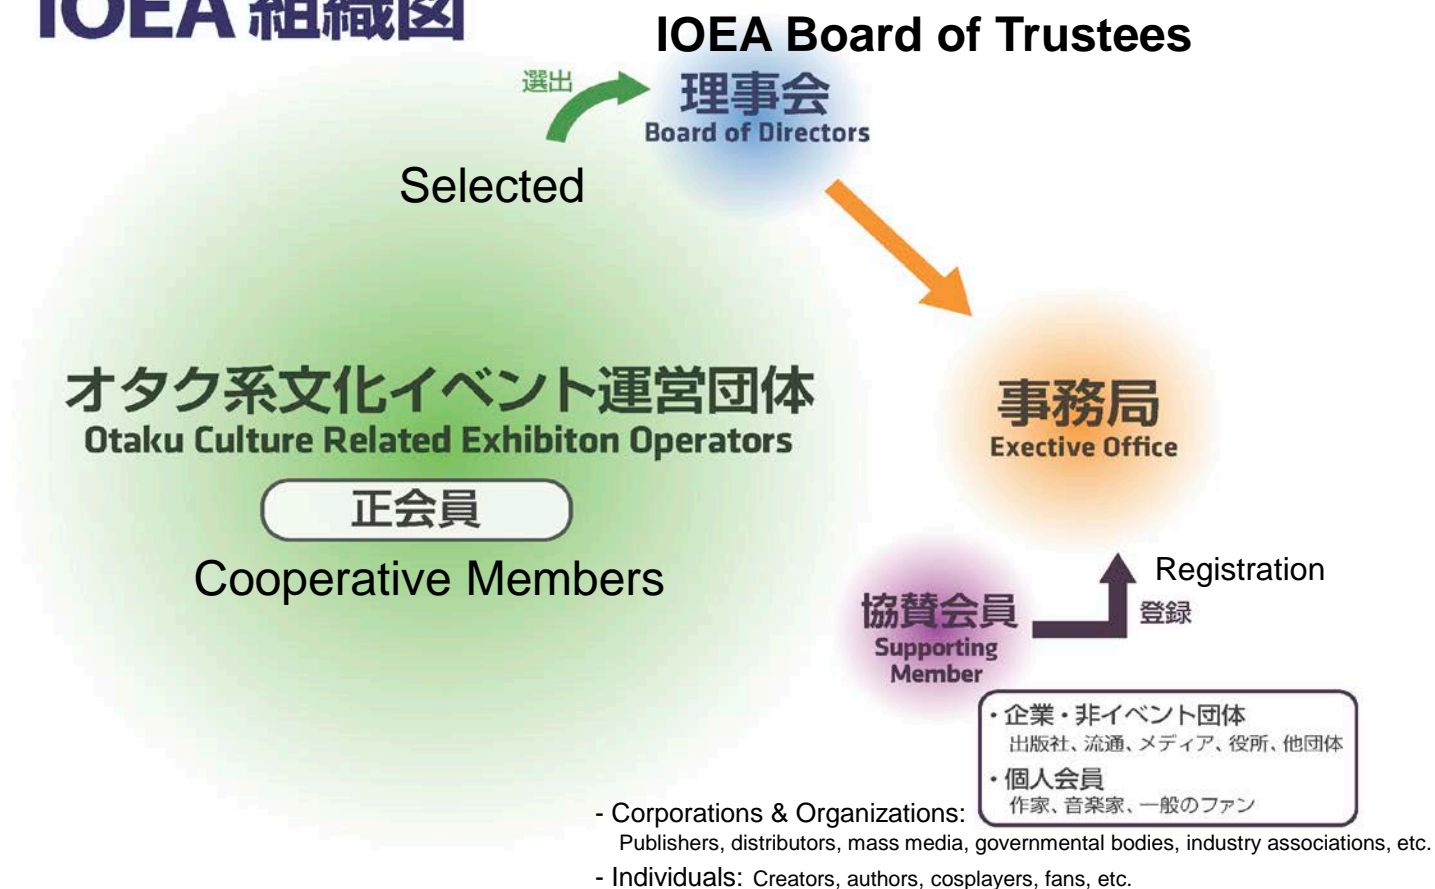 IOEA 組織図
IOEA Board of Trustees
選出
理事会
Board of Directors
Selected
オタク系文化イベント運営団体
Otaku Culture Related Exhibiton Operators
正会員
Cooperative Members
事務局
Exective Office
Registration
登録
協賛会員
Supporting
Member
・企業・非イベント団体
出版社、流通、メディア、役所、他団体
・個人会員
作家、音楽家、一般のファン
- Corporations & Organizations:
Publishers, distributors, mass media, governmental bodies, industry associations, etc.
- Individuals: Creators, authors, cosplayers, fans, etc.